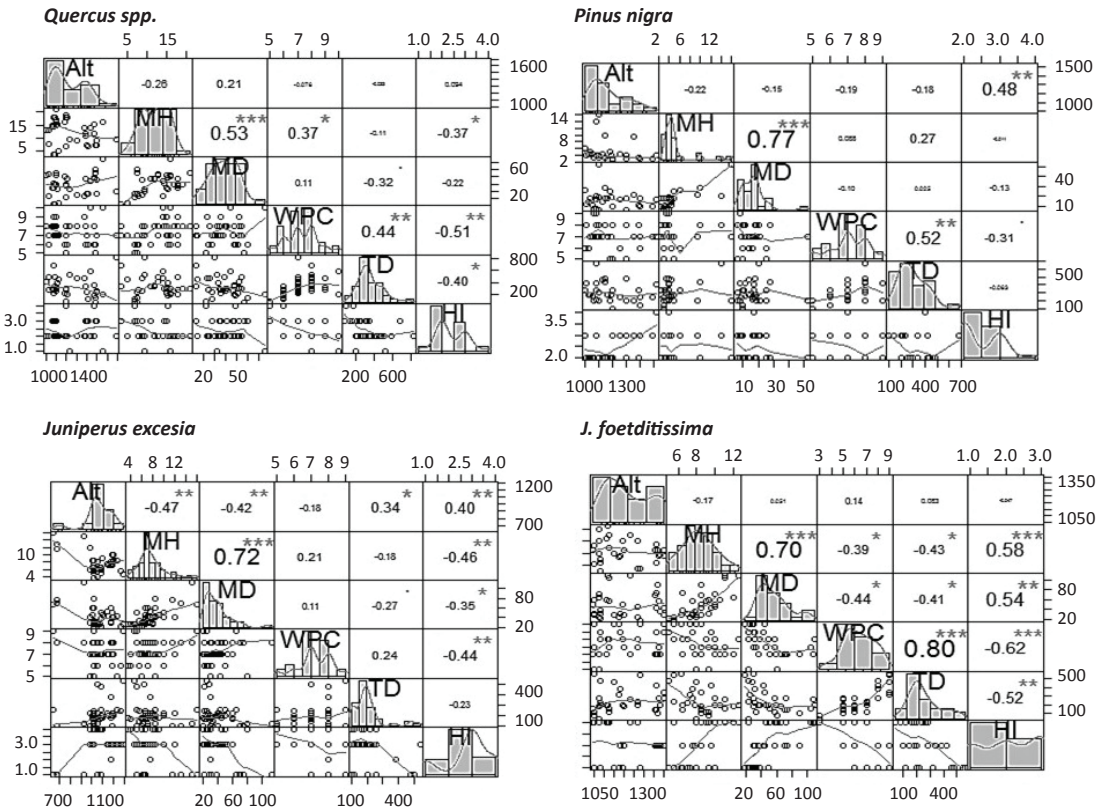 Quercus spp.
5 15 5 7 9 1.0 2.5 4.0
Alt -0.26 0.21 1600
1000
15 MH 0.53 *** 0.37 * -0.11 -0.37 *
5
MD 0.11 -0.32 . -0.22 60
20
9 WPC 0.44 ** -0.51 **
7
5
TD -0.40 * 800
200
3.0 HI
1.0
1000 1400 20 50 200 600
Pinus nigra
2 6 12 5 6 7 8 9 2.0 3.0 4.0
Alt -0.22 -0.15 -0.19 -0.18 0.48 ** 1500
1000
14 MH 0.77 *** 0.27
8
2
MD -0.10 -0.13 40
10
9 WPC 0.52 ** -0.31 .
7
5
TD 500
100
3.5 HI
2.0
1000 1300 10 30 50 100 400 700
Juniperus excesia
4 8 12 5 6 7 8 9 1.0 2.5 4.0
Alt -0.47 ** -0.42 ** -0.18 0.34 * 0.40 ** 1200
700
10 MH 0.72 *** 0.21 -0.18 -0.46 **
4
MD 0.11 -0.27 . -0.35 * 80
20
9 WPC 0.24 -0.44 **
7
5
TD -0.23 400
100
3.0 HI
1.0
700 1100 20 60 100 100 400
J. foetditissima
6 8 12 3 5 7 9 1.0 2.0 3.0
Alt -0.17 0.14 1350
1050
MH 0.70 *** -0.39 * -0.43 * 0.58 ***
MD -0.44 * -0.41 * 0.54 ** 80
20
WPC 0.80 *** -0.62 ***
TD -0.52 ** 500
100
HI
1050 1300 20 60 100 100 400